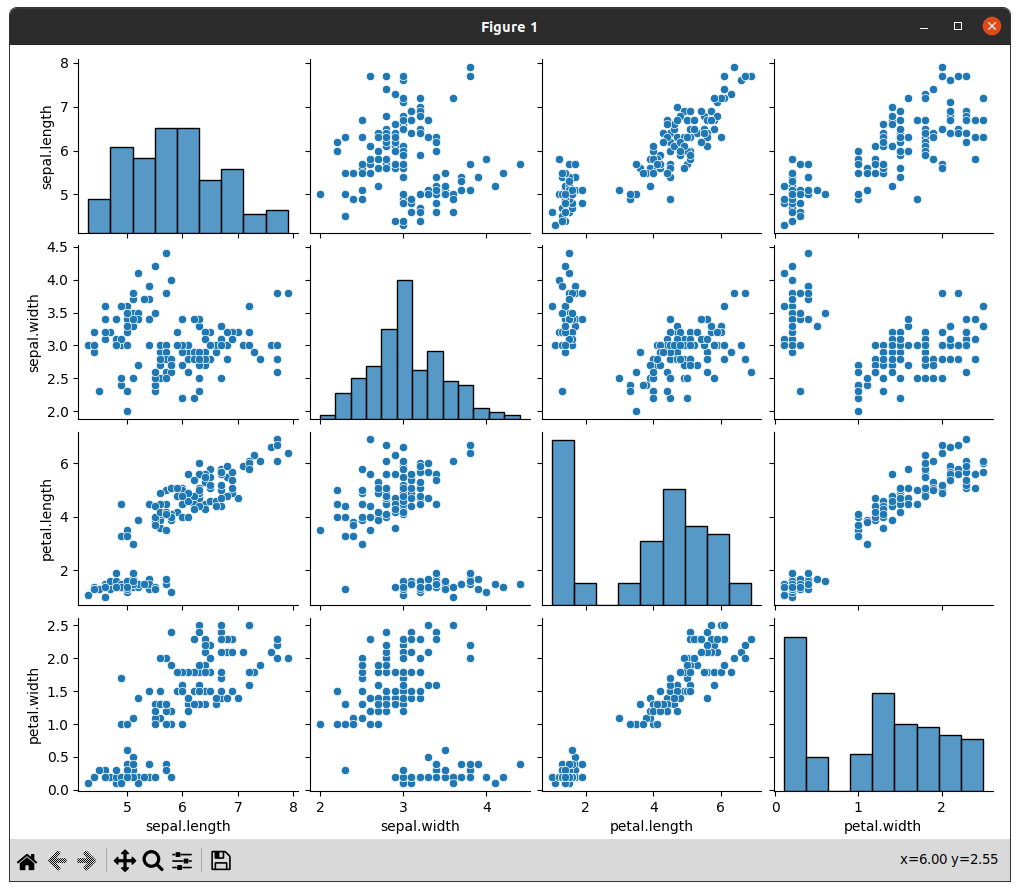 Figure 1
sepal.length
8
7
6
5
sepal.width
4.5
4.0
3.5
3.0
2.5
2.0
petal.length
6
4
2
petal.width
2.5
2.0
1.5
1.0
0.5
0.0
5 6 7 8 2 3 4 2 4 6 0 1 2
sepal.length sepal.width petal.length petal.width
x=6.00 y=2.55